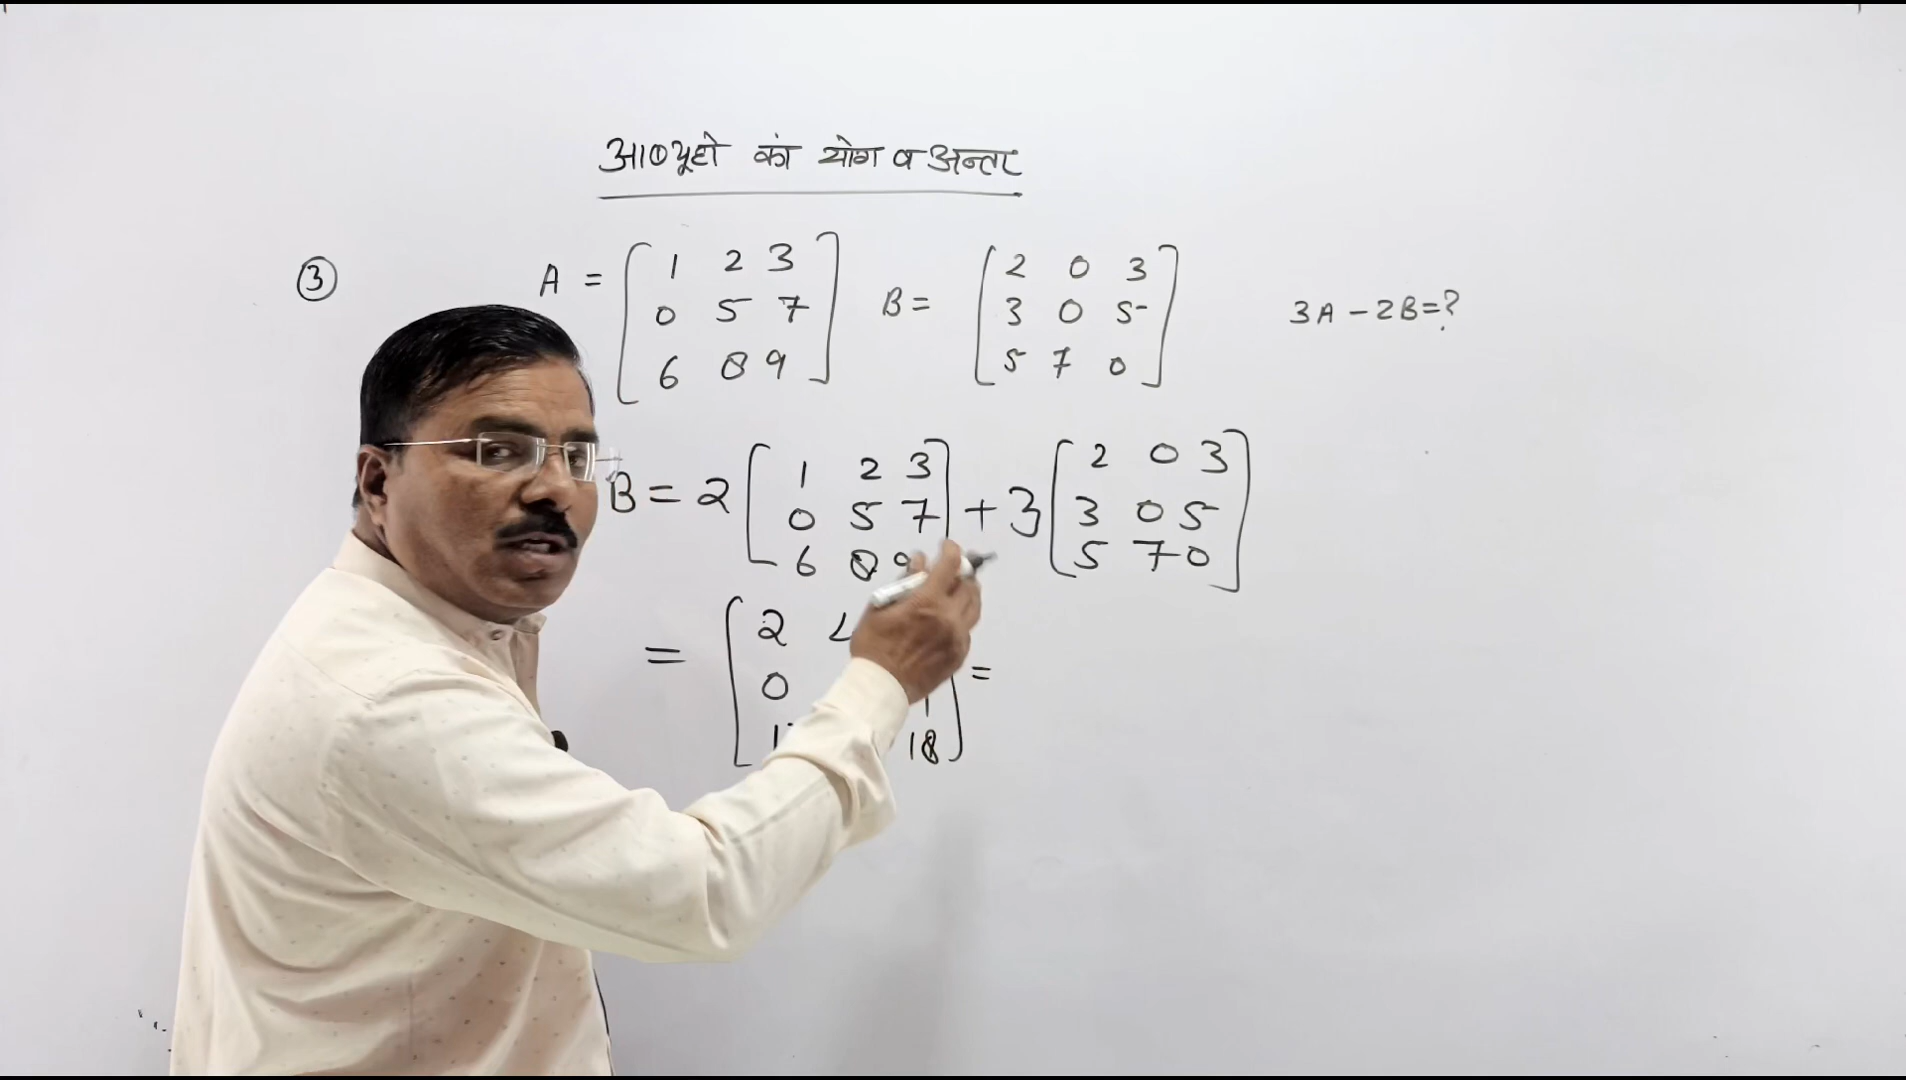 आव्यूहो का योग व अन्तर
③ A = [ 1 2 3 B = [ 2 0 3
0 5 7 3 0 5 3A - 2B = ?
6 8 9 ] 5 7 0 ]
B = 2 [ 1 2 3 + 3 [ 2 0 3
0 5 7 3 0 5
6 8 9 5 7 0 ]
= [ 2 4
0 =
18 ]